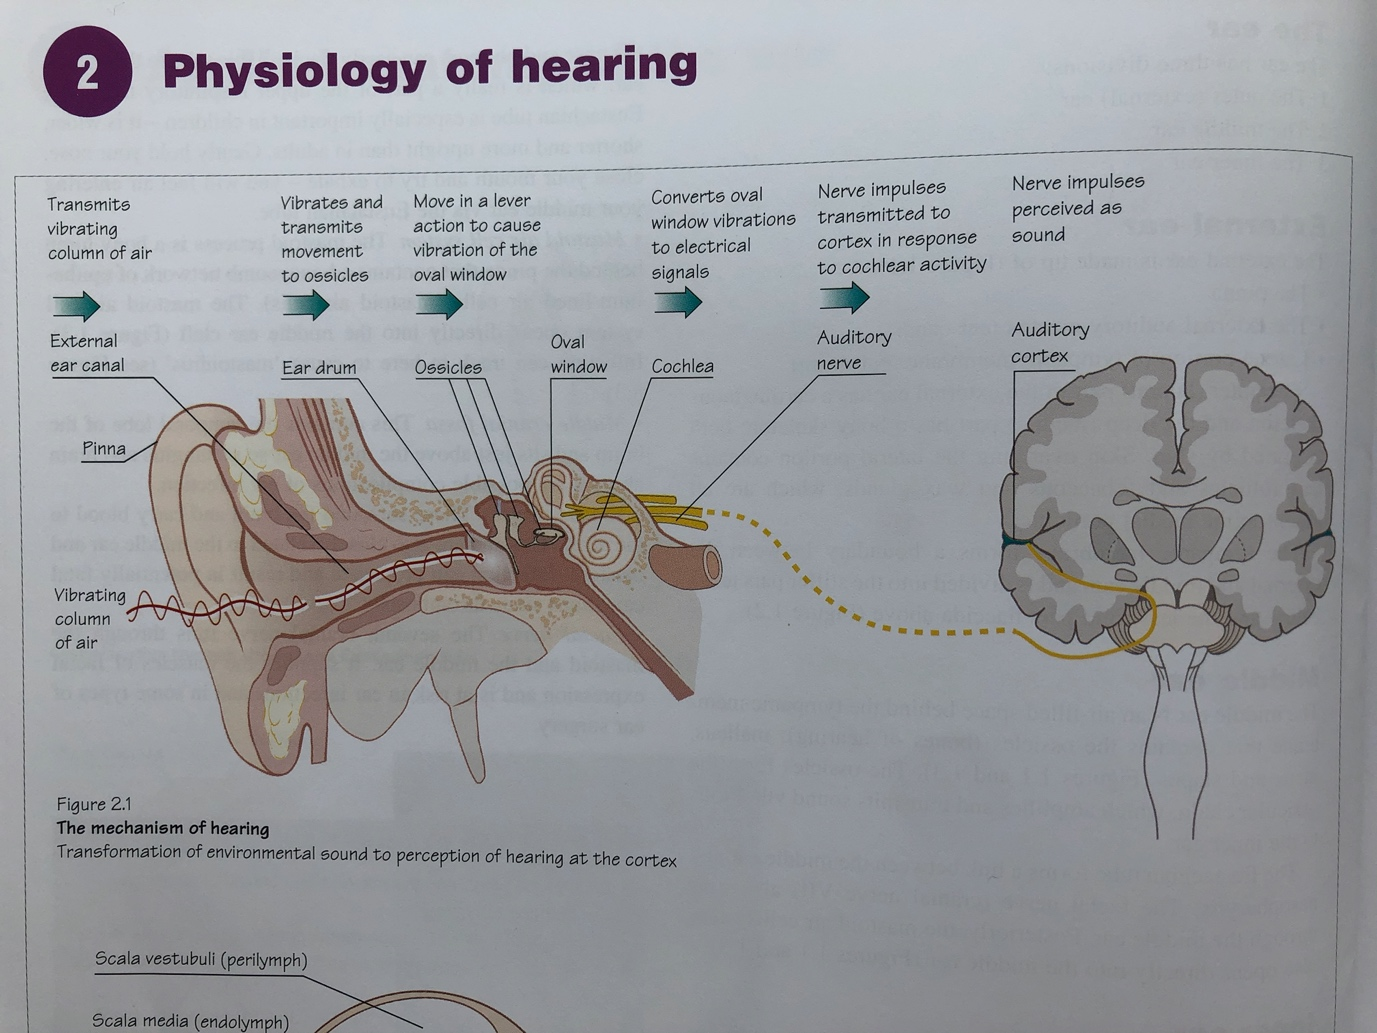 2 Physiology of hearing
Transmits
vibrating
column of air
Vibrates and
transmits
movement
to ossicles
Move in a lever
action to cause
vibration of the
oval window
Converts oval
window vibrations
to electrical
signals
Nerve impulses
transmitted to
cortex in response
to cochlear activity
Nerve impulses
perceived as
sound
External
ear canal
Ear drum
Ossicles
Oval
window
Cochlea
Auditory
nerve
Auditory
cortex
Pinna
Vibrating
column
of air
Figure 2.1
The mechanism of hearing
Transformation of environmental sound to perception of hearing at the cortex
Scala vestubuli (perilymph)
Scala media (endolymph)